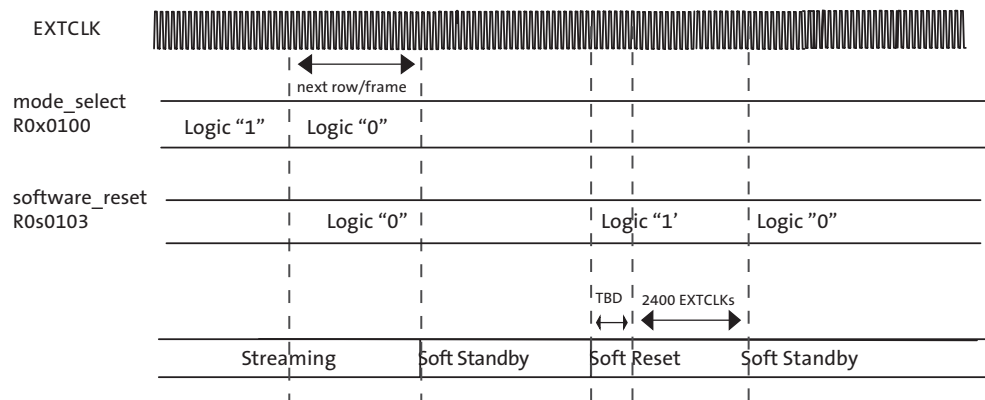 EXTCLK
next row/frame
mode_select
R0x0100
Logic “1”
Logic “0”
software_reset
R0s0103
Logic “0”
Logic “1‘
Logic ”0”
TBD
2400 EXTCLKs
Streaming
Soft Standby
Soft Reset
Soft Standby